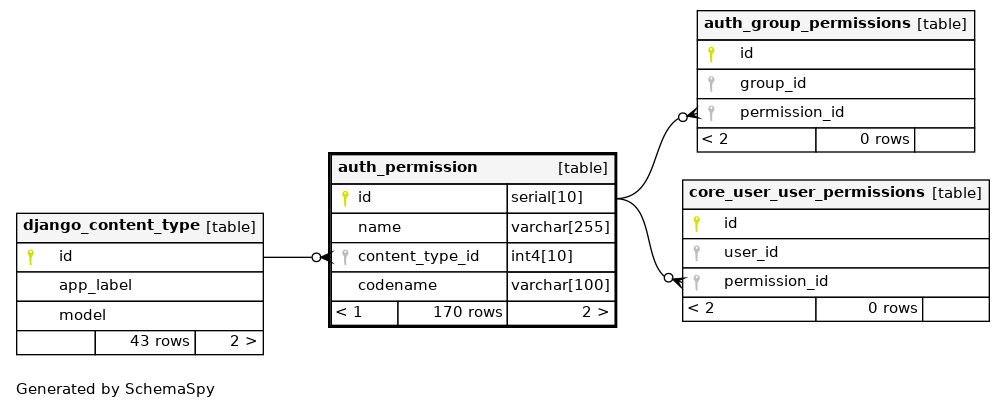 auth_group_permissions [table]
id
group_id
permission_id
< 2 0 rows
auth_permission [table]
id serial[10]
name varchar[255]
content_type_id int4[10]
codename varchar[100]
< 1 170 rows 2 >
core_user_user_permissions [table]
id
user_id
permission_id
< 2 0 rows
django_content_type [table]
id
app_label
model
43 rows 2 >
Generated by SchemaSpy